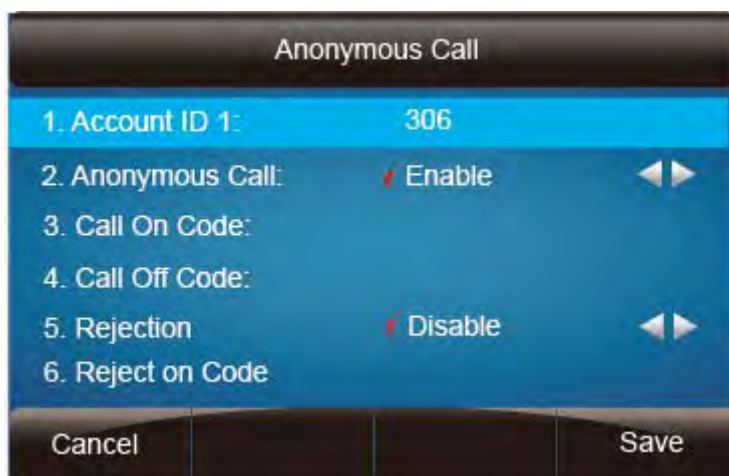 Anonymous Call
1. Account ID 1: 306
2. Anonymous Call: Enable
3. Call On Code:
4. Call Off Code:
5. Rejection Disable
6. Reject on Code
Cancel Save